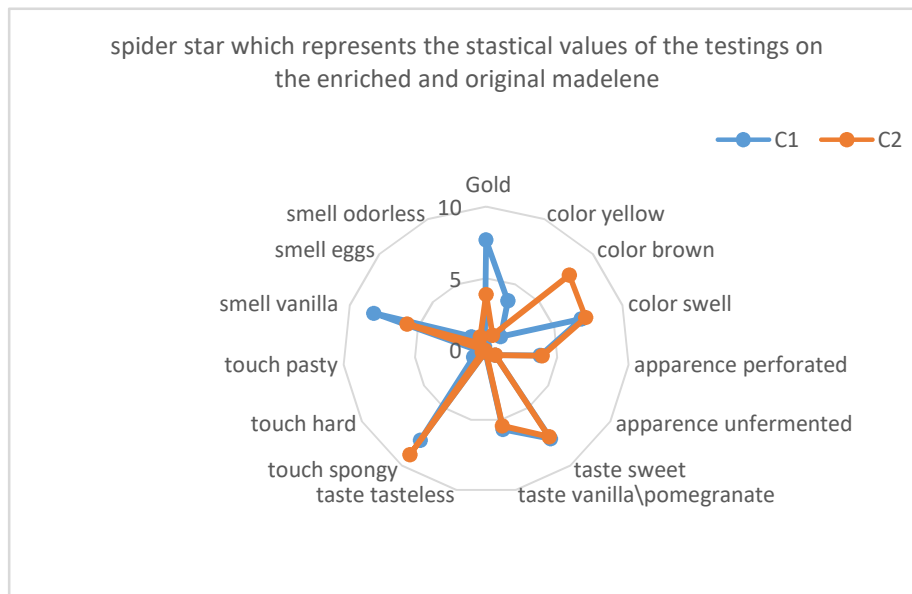 spider star which represents the stastical values of the testings on
the enriched and original madelene
C1
C2
Gold
color yellow
color brown
color swell
apparence perforated
apparence unfermented
taste sweet
taste vanilla\pomegranate
taste tasteless
touch spongy
touch hard
touch pasty
smell vanilla
smell eggs
smell odorless
10
5
0